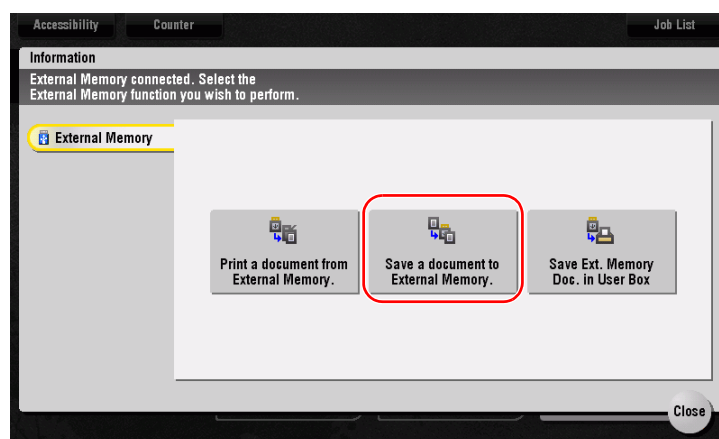 Accessibility
Counter
Job List
Information
External Memory connected. Select the
External Memory function you wish to perform.
External Memory
Print a document from
External Memory.
Save a document to
External Memory.
Save Ext. Memory
Doc. in User Box
Close